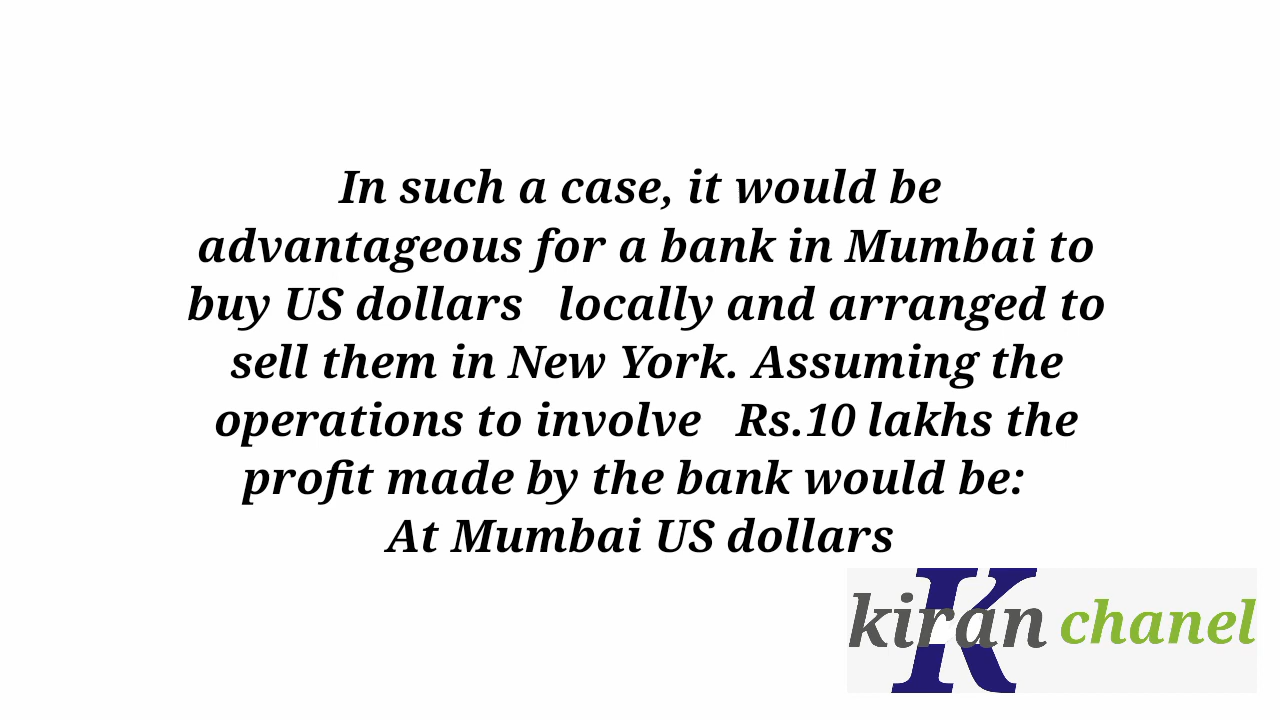 In such a case, it would be
advantageous for a bank in Mumbai to
buy US dollars   locally and arranged to
sell them in New York. Assuming the
operations to involve   Rs.10 lakhs the
profit made by the bank would be:
At Mumbai US dollars
K
kiran chanel